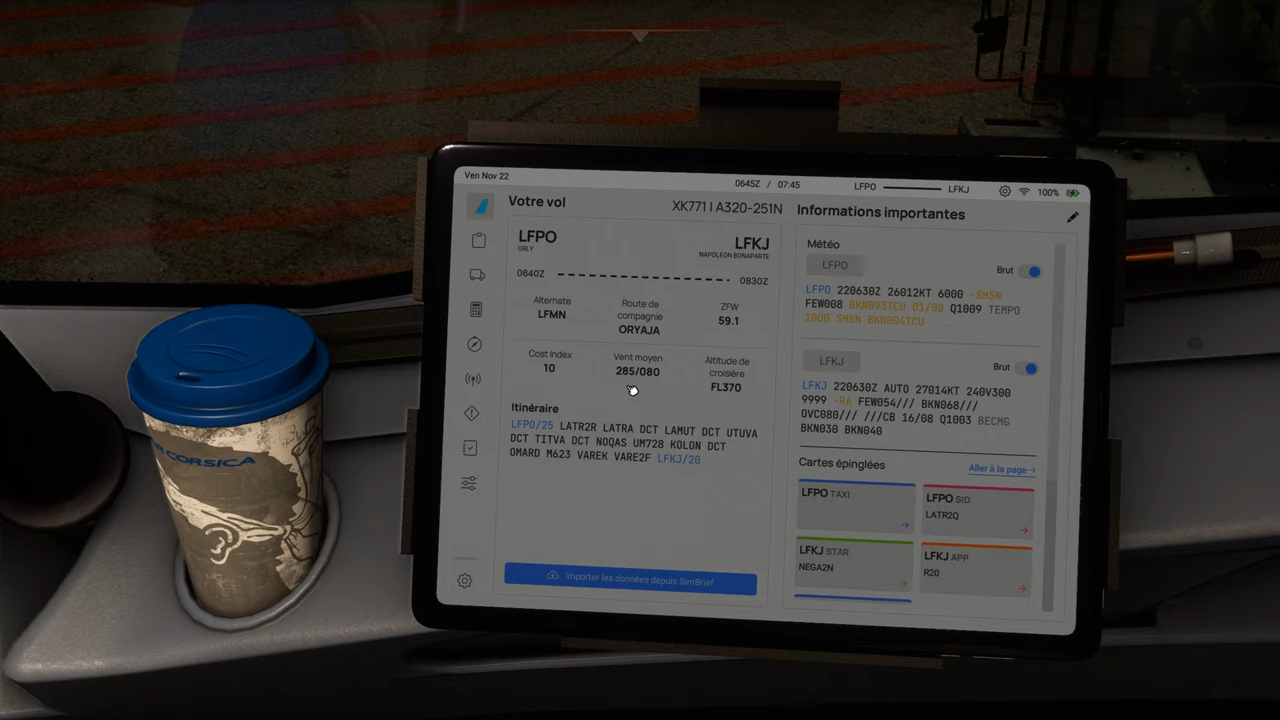 Ven Nov 22
0645Z / 07:45
LFPO
LFKJ
100%
Votre vol
XK771 | A320-251N
LFPO
ORLY
LFKJ
NAPOLEON BONAPARTE
0640Z
0830Z
Alternate
LFMN
Route de
compagnie
ORYAJA
ZFW
59.1
Cost Index
10
Vent moyen
285/080
Altitude de
croisière
FL370
Itinéraire
LFPO/25 LATR2R LATRA DCT LAMUT DCT UTUVA
DCT TITVA DCT NOQAS UM728 KOLON DCT
OMARD M623 VAREK VARE2F LFKJ/20
Importer les données depuis SimBrief
Informations importantes
Météo
LFPO
Brut
LFPO 220630Z 26012KT 6000 -SHSN
FEW008 BKN093TCU 01/00 Q1009 TEMPO
1000 SHSN BKN004TCU
LFKJ
Brut
LFKJ 220630Z AUTO 27014KT 240V300
9999 -RA FEW054/// BKN068///
OVC080/// ///CB 16/08 Q1003 BECMG
BKN030 BKN040
Cartes épinglées
Aller à la page
LFPO TAXI
LFPO SID
LATR2Q
LFKJ STAR
NEGA2N
LFKJ APP
R20
CORSICA